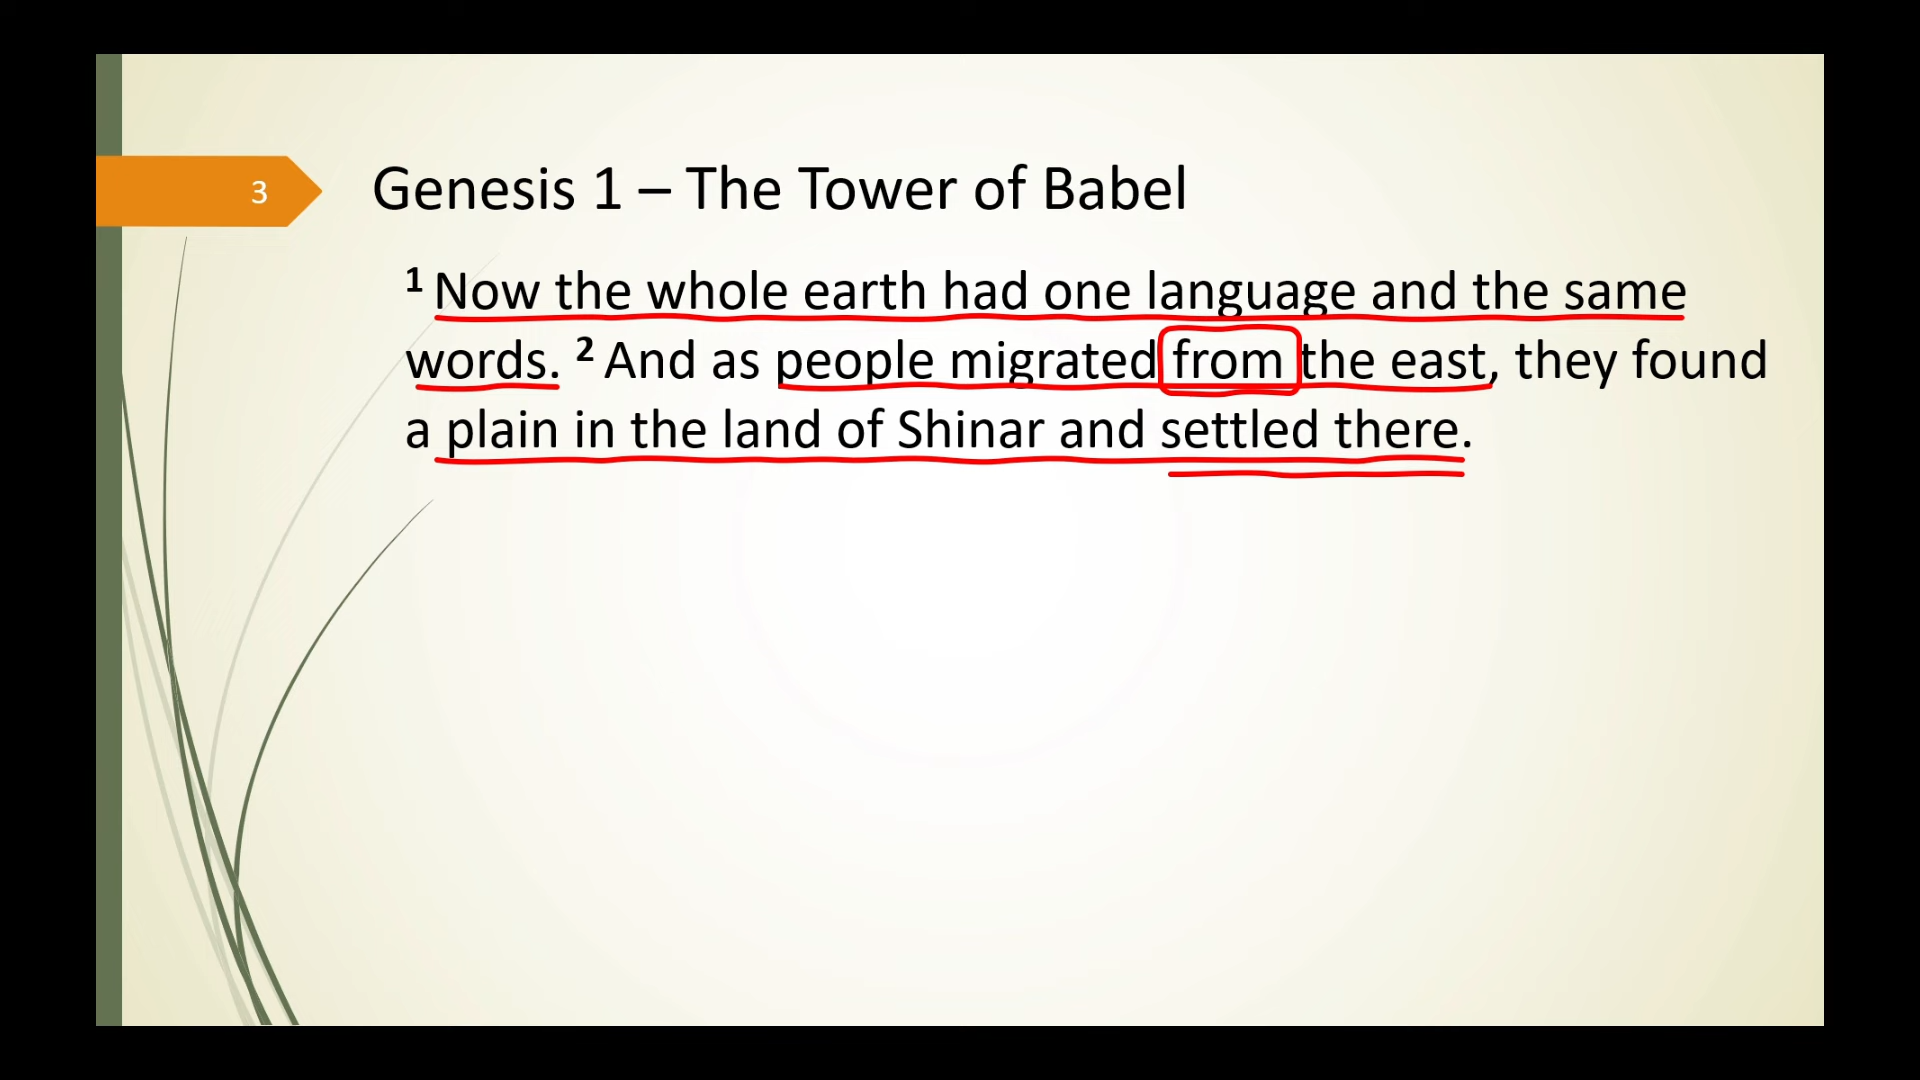 3
Genesis 1 – The Tower of Babel
1 Now the whole earth had one language and the same
words. 2 And as people migrated from the east, they found
a plain in the land of Shinar and settled there.